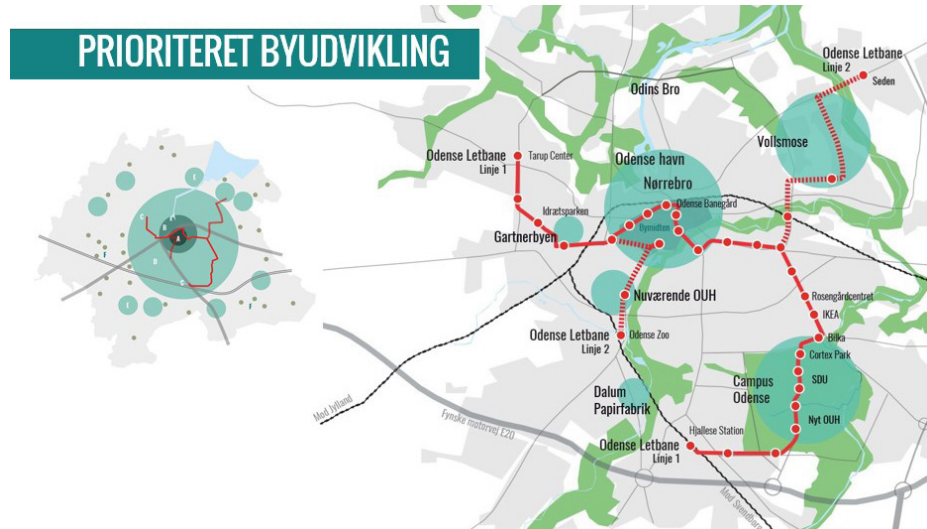 PRIORITERET BYUDVIKLING
Odense Letbane
Linje 2
Seden
Odins Bro
Vollsmose
Odense Letbane
Linje 1
Tarup Center
Odense havn
Nørrebro
Odense Banegård
Idrætsparken
Bymidten
Gartnerbyen
Nuværende OUH
Rosengårdcentret
IKEA
Odense Letbane
Linje 2
Odense Zoo
Bilka
Cortex Park
Campus
Odense
SDU
Dalum
Papirfabrik
Nyt OUH
Mod Jylland
Fynske motorvej E20
Hjallese Station
Odense Letbane
Linje 1
Mod Svendborg